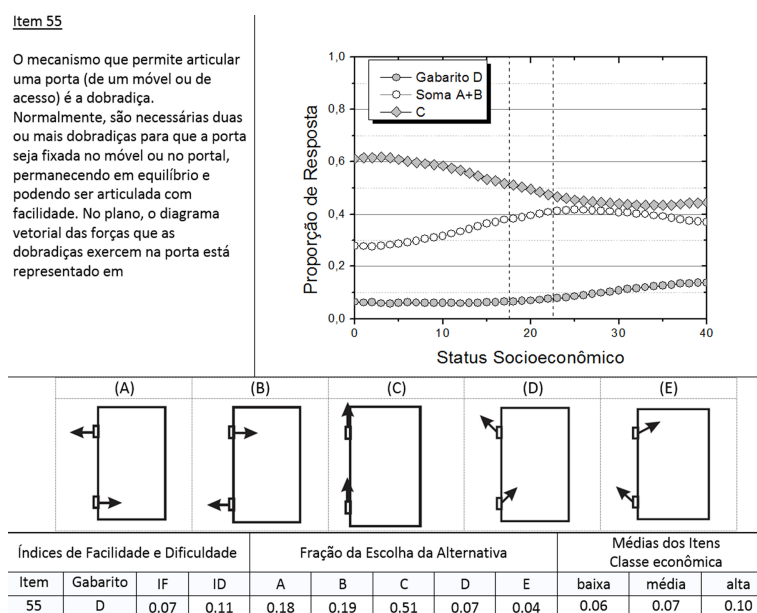 Item 55
O mecanismo que permite articular
uma porta (de um móvel ou de
acesso) é a dobradiça.
Normalmente, são necessárias duas
ou mais dobradiças para que a porta
seja fixada no móvel ou no portal,
permanecendo em equilíbrio e
podendo ser articulada com
facilidade. No plano, o diagrama
vetorial das forças que as
dobradiças exercem na porta está
representado em
Proporção de Resposta
1,0
0,8
0,6
0,4
0,2
0,0
Gabarito D
Soma A+B
C
0 10 20 30 40
Status Socioeconômico
(A) (B) (C) (D) (E)
Índices de Facilidade e Dificuldade Fração da Escolha da Alternativa Médias dos Itens
Classe econômica
Item Gabarito IF ID A B C D E baixa média alta
55 D 0.07 0.11 0.18 0.19 0.51 0.07 0.04 0.06 0.07 0.10